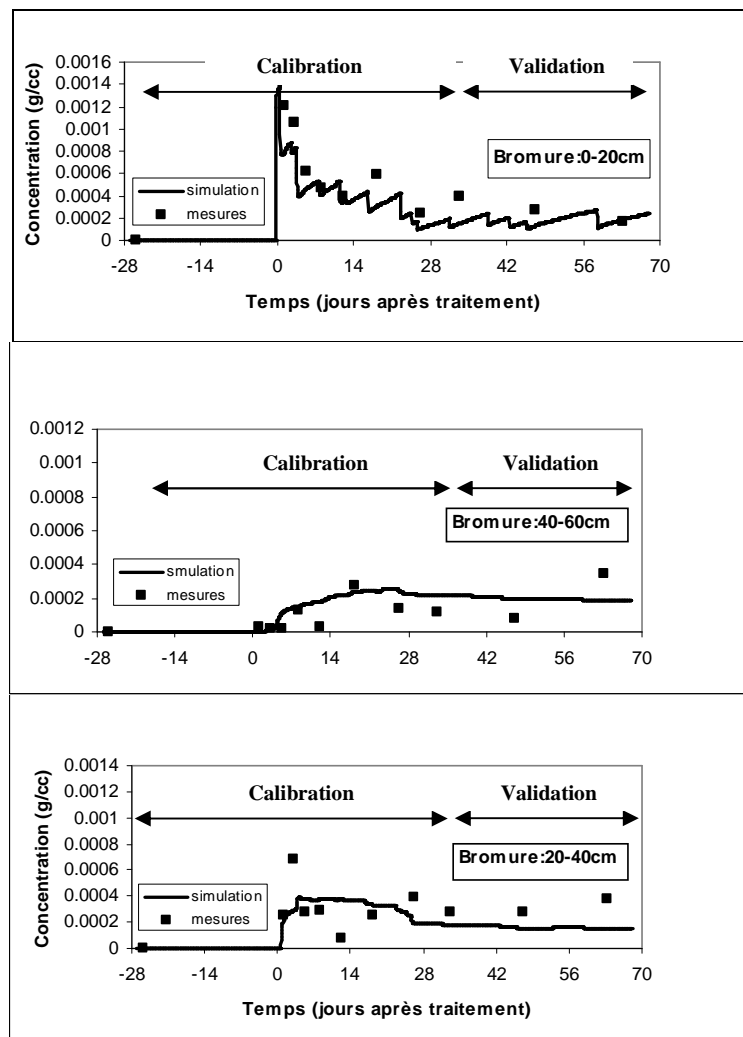 Concentration (g/cc)
0.0016
0.0014
0.0012
0.001
0.0008
0.0006
0.0004
0.0002
0
Calibration
Validation
Bromure:0-20cm
simulation
mesures
-28
-14
0
14
28
42
56
70
Temps (jours après traitement)
0.0012
0.001
0.0008
0.0006
0.0004
0.0002
0
Calibration
Validation
Bromure:40-60cm
smulation
mesures
-28
-14
0
14
28
42
56
70
Concentration (g/cc)
0.0014
0.0012
0.001
0.0008
0.0006
0.0004
0.0002
0
Calibration
Validation
Bromure:20-40cm
simulation
mesures
-28
-14
0
14
28
42
56
70
Temps (jours après traitement)